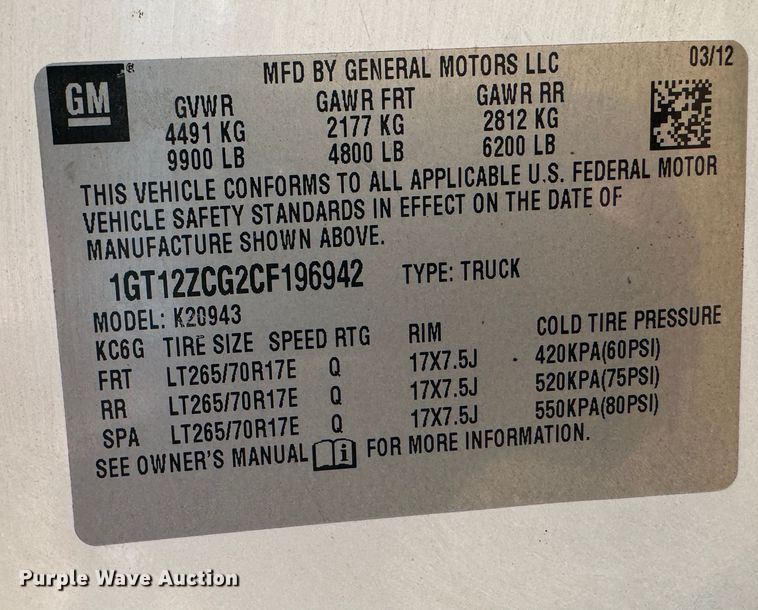 GM ®
MFD BY GENERAL MOTORS LLC 03/12
GVWR GAWR FRT GAWR RR
4491 KG 2177 KG 2812 KG
9900 LB 4800 LB 6200 LB
THIS VEHICLE CONFORMS TO ALL APPLICABLE U.S. FEDERAL MOTOR
VEHICLE SAFETY STANDARDS IN EFFECT ON THE DATE OF
MANUFACTURE SHOWN ABOVE.
1GT12ZCG2CF196942 TYPE: TRUCK
MODEL: K20943
KC6G TIRE SIZE SPEED RTG RIM COLD TIRE PRESSURE
FRT LT265/70R17E Q 17X7.5J 420KPA(60PSI)
RR LT265/70R17E Q 17X7.5J 520KPA(75PSI)
SPA LT265/70R17E Q 17X7.5J 550KPA(80PSI)
SEE OWNER'S MANUAL i FOR MORE INFORMATION.
Purple Wave Auction